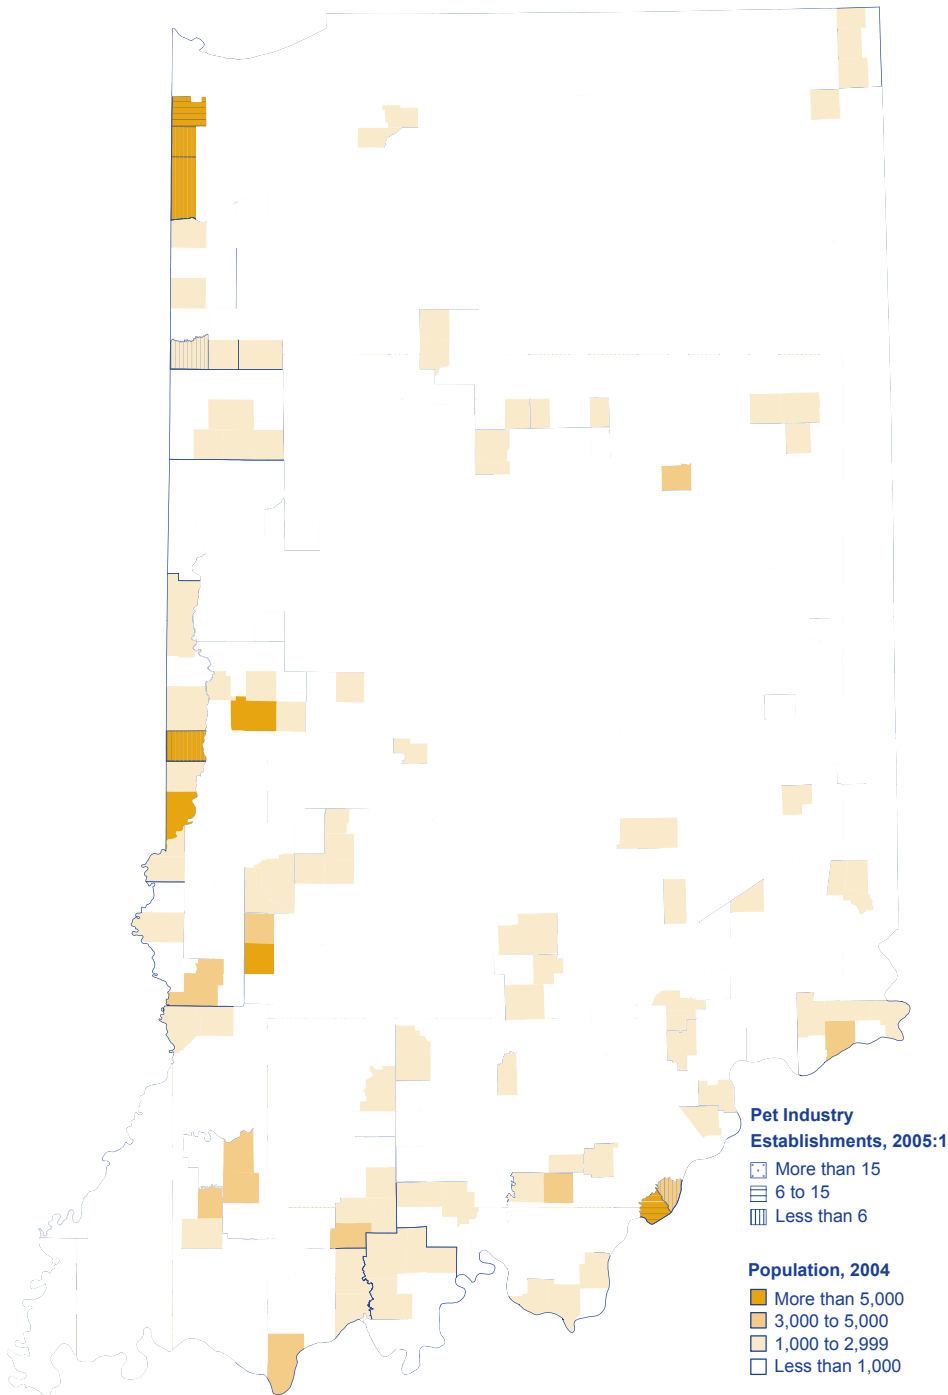 Pet Industry
Establishments, 2005:1
More than 15
6 to 15
Less than 6
Population, 2004
More than 5,000
3,000 to 5,000
1,000 to 2,999
Less than 1,000